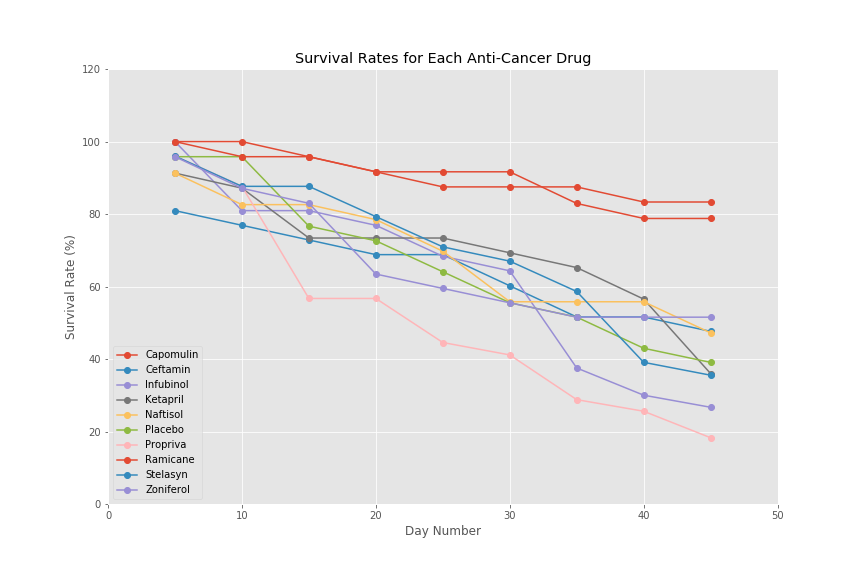 Survival Rates for Each Anti-Cancer Drug
120
100
80
60
40
20
0
Survival Rate (%)
Capomulin
Ceftamin
Infubinol
Ketapril
Naftisol
Placebo
Propriva
Ramicane
Stelasyn
Zoniferol
0 10 20 30 40 50
Day Number